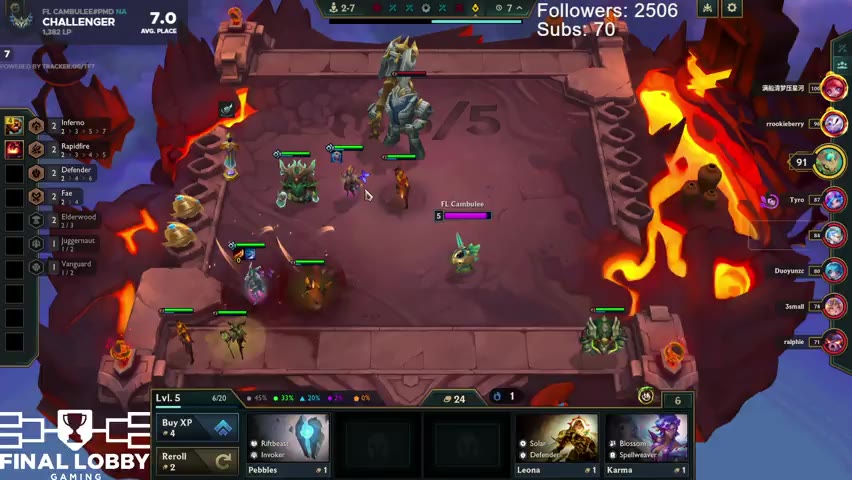 FL CAMBULEE#PMD NA
CHALLENGER
1,382 LP
7.0
AVG. PLACE
2-7
7
Followers: 2506
Subs: 70
7
POWERED BY TRACKER.GG/TFT
2 Inferno
2 > 3 > 5 > 7
2 Rapidfire
2 > 3 > 4 > 5
2 Defender
2 > 4 > 6
2 Fae
2 > 4
2 Elderwood
2 / 3
1 Juggernaut
1 / 2
1 Vanguard
1 / 2
/5
满船清梦压星河 100
rrookieberry
91
Tyro 87
84
Duoyunzc 80
3small 74
ralphie 71
FL Cambulee
5
Lvl. 5
6/20
45%
33%
20%
2%
0%
24
1
6
Buy XP
4
Reroll
2
Riftbeast
Invoker
Pebbles 1
Solar
Defender
Leona 1
Blossom
Spellweaver
Karma 1
FINAL LOBBY
GAMING